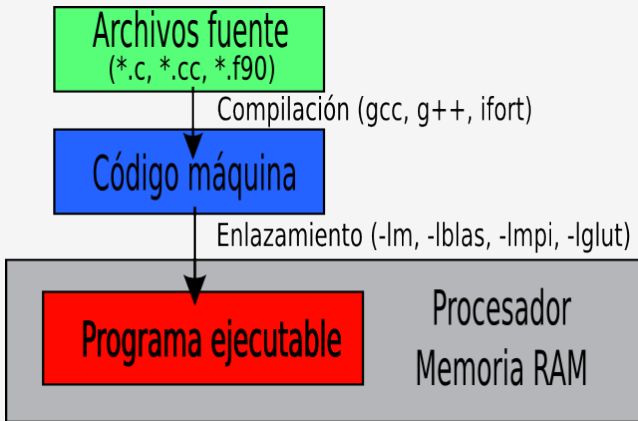 Archivos fuente
(*.c, *.cc, *.f90)
Compilación (gcc, g++, ifort)
Código máquina
Enlazamiento (-lm, -lblas, -lmpi, -lglut)
Programa ejecutable
Procesador
Memoria RAM